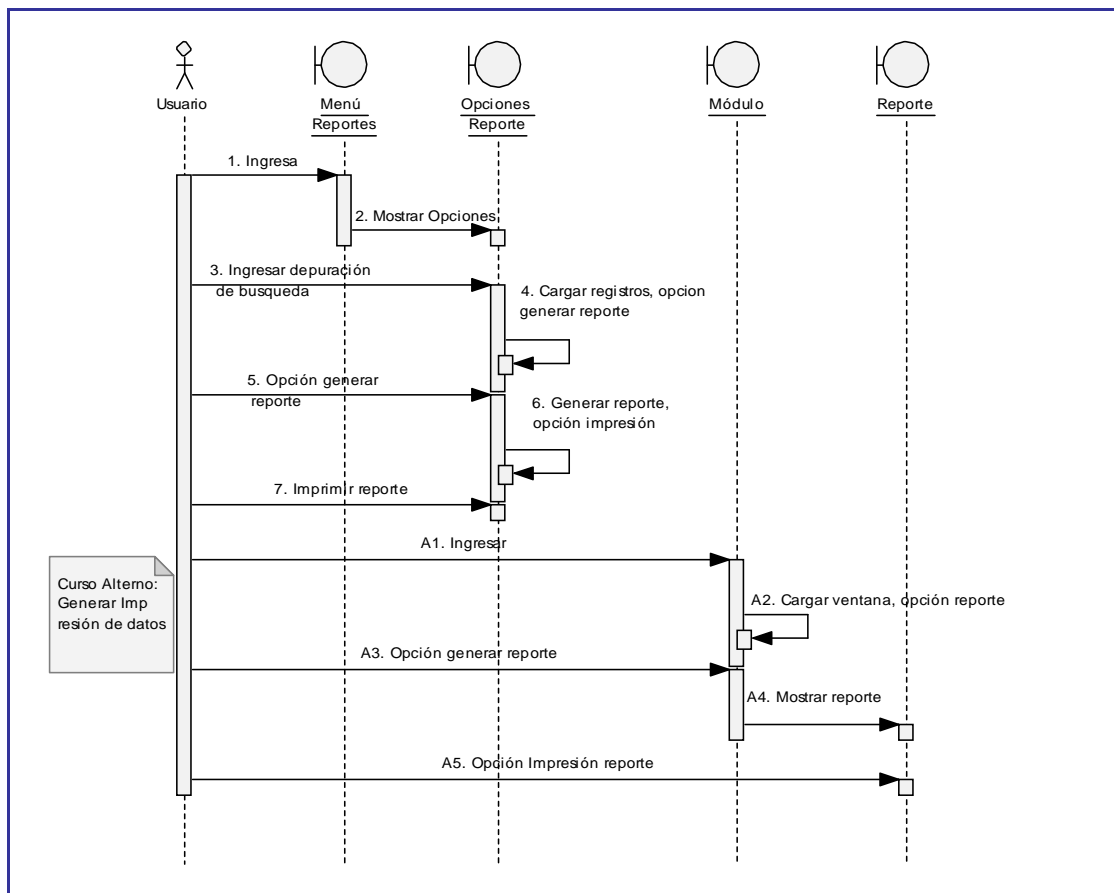 Usuario
Menú
Reportes
Opciones
Reporte
Módulo
Reporte
1. Ingresa
2. Mostrar Opciones
3. Ingresar depuración
de busqueda
4. Cargar registros, opcion
generar reporte
5. Opción generar
reporte
6. Generar reporte,
opción impresión
7. Imprimir reporte
A1. Ingresar
Curso Alterno:
Generar Imp
resión de datos
A2. Cargar ventana, opción reporte
A3. Opción generar reporte
A4. Mostrar reporte
A5. Opción Impresión reporte